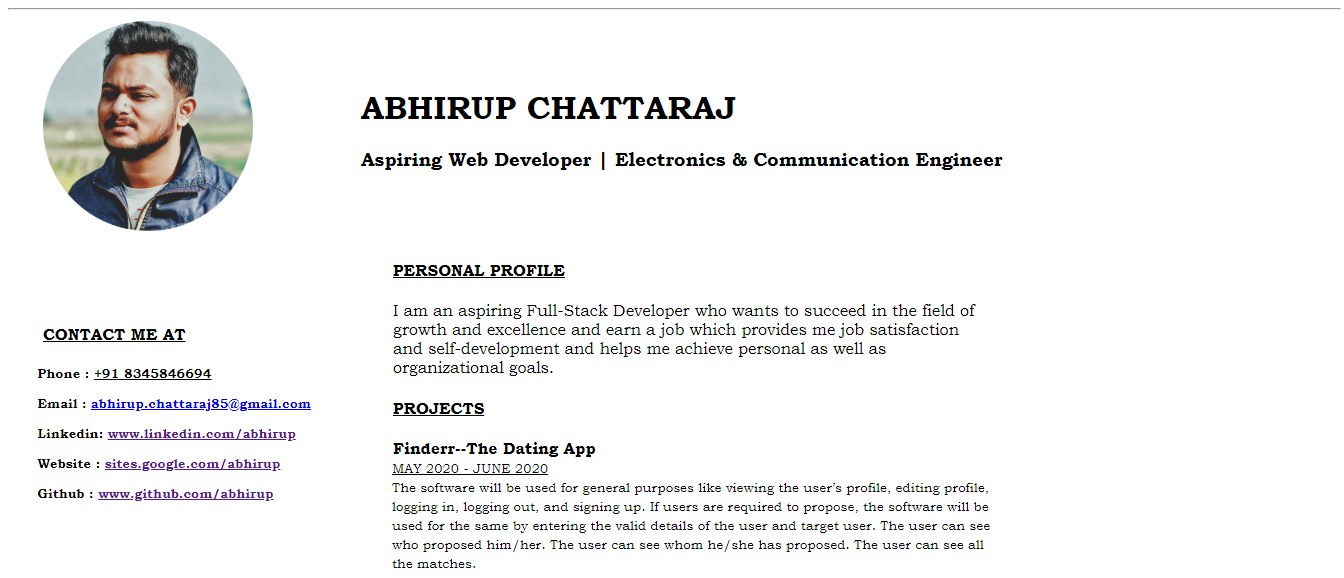 ABHIRUP CHATTARAJ
Aspiring Web Developer | Electronics & Communication Engineer
CONTACT ME AT
Phone : +91 8345846694
Email : abhirup.chattaraj85@gmail.com
Linkedin: www.linkedin.com/abhirup
Website : sites.google.com/abhirup
Github : www.github.com/abhirup
PERSONAL PROFILE
I am an aspiring Full-Stack Developer who wants to succeed in the field of
growth and excellence and earn a job which provides me job satisfaction
and self-development and helps me achieve personal as well as
organizational goals.
PROJECTS
Finderr--The Dating App
MAY 2020 - JUNE 2020
The software will be used for general purposes like viewing the user’s profile, editing profile,
logging in, logging out, and signing up. If users are required to propose, the software will be
used for the same by entering the valid details of the user and target user. The user can see
who proposed him/her. The user can see whom he/she has proposed. The user can see all
the matches.